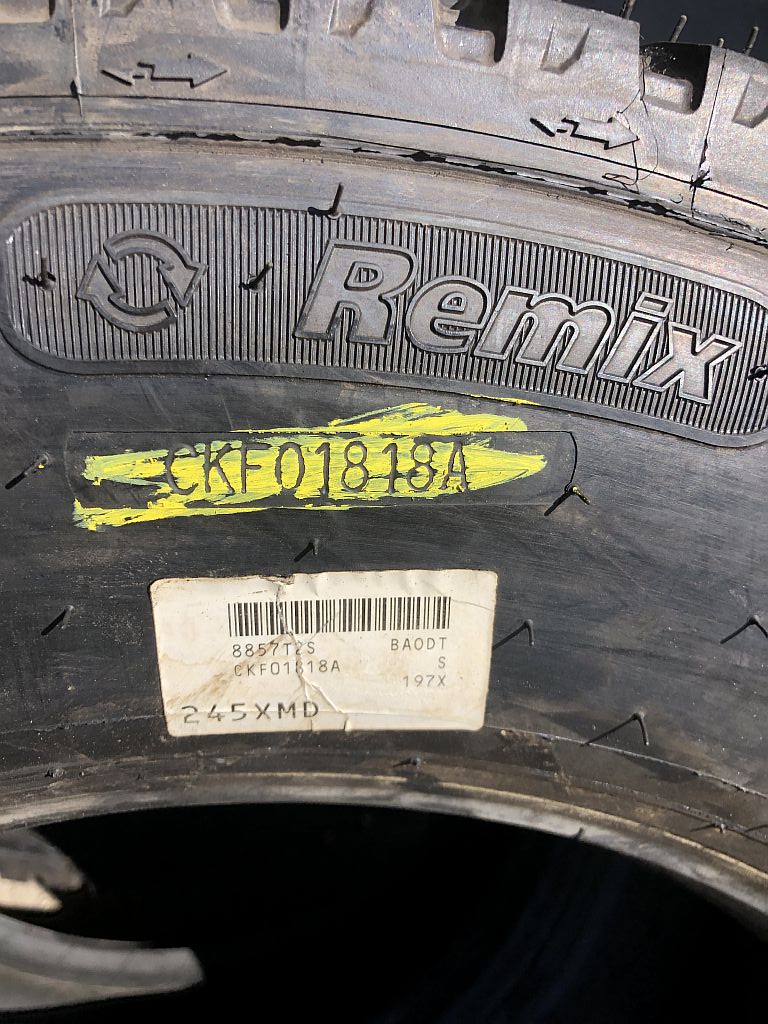 Remix
CKF01818A
8857T2S BAODT
CKF01818A S
197X
245XMD